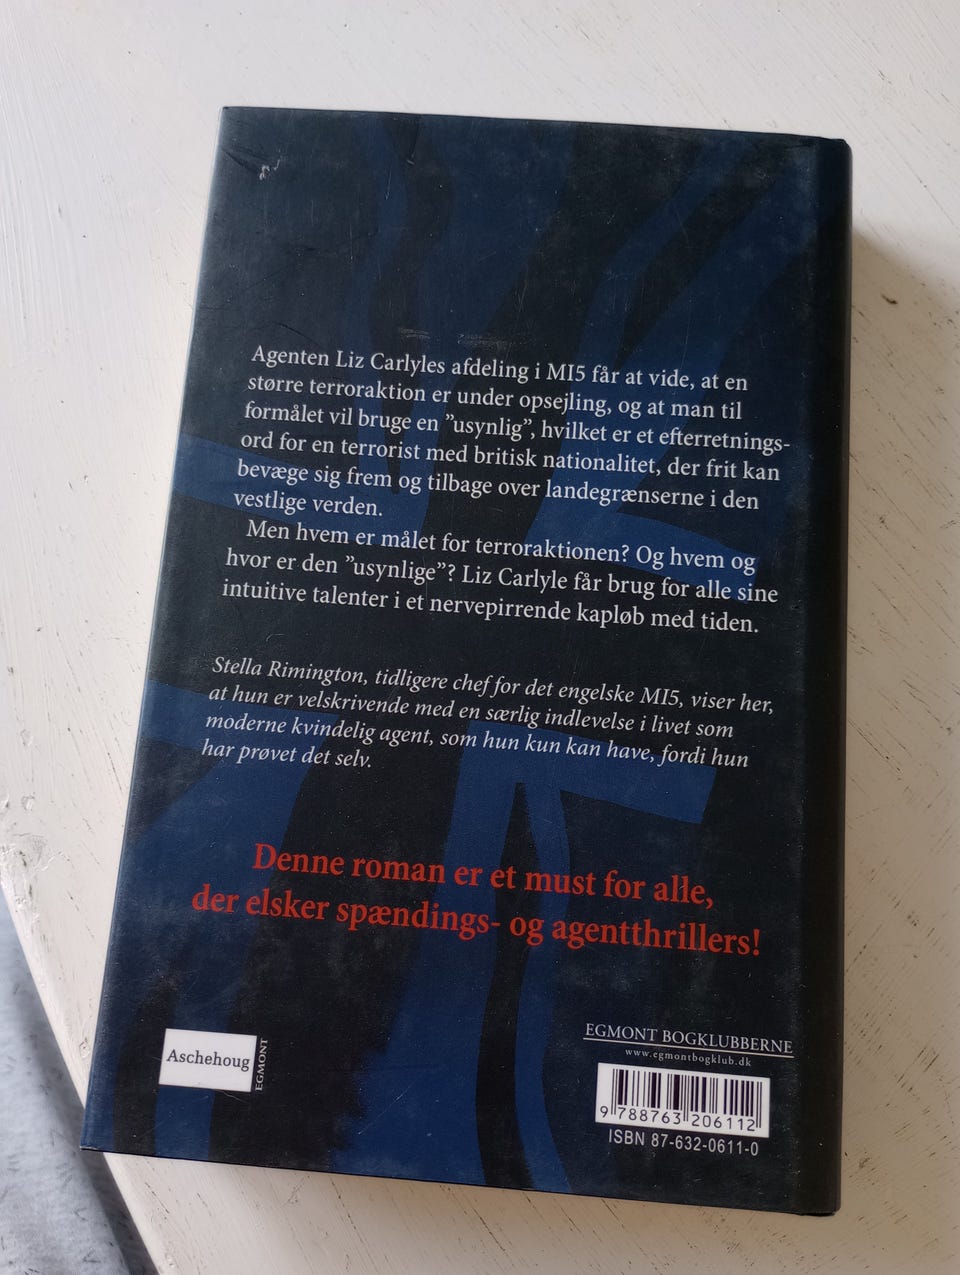 Agenten Liz Carlyles afdeling i MI5 får at vide, at en
større terroraktion er under opsejling, og at man til
formålet vil bruge en ”usynlig”, hvilket er et efterretnings-
ord for en terrorist med britisk nationalitet, der frit kan
bevæge sig frem og tilbage over landegrænserne i den
vestlige verden.
Men hvem er målet for terroraktionen? Og hvem og
hvor er den ”usynlige”? Liz Carlyle får brug for alle sine
intuitive talenter i et nervepirrende kapløb med tiden.
Stella Rimington, tidligere chef for det engelske MI5, viser her,
at hun er velskrivende med en særlig indlevelse i livet som
moderne kvindelig agent, som hun kun kan have, fordi hun
har prøvet det selv.
Denne roman er et must for alle,
der elsker spændings- og agentthrillers!
Aschehoug
EGMONT
EGMONT BOGKLUBBERNE
www.egmontbogklub.dk
9 788763 206112
ISBN 87-632-0611-0